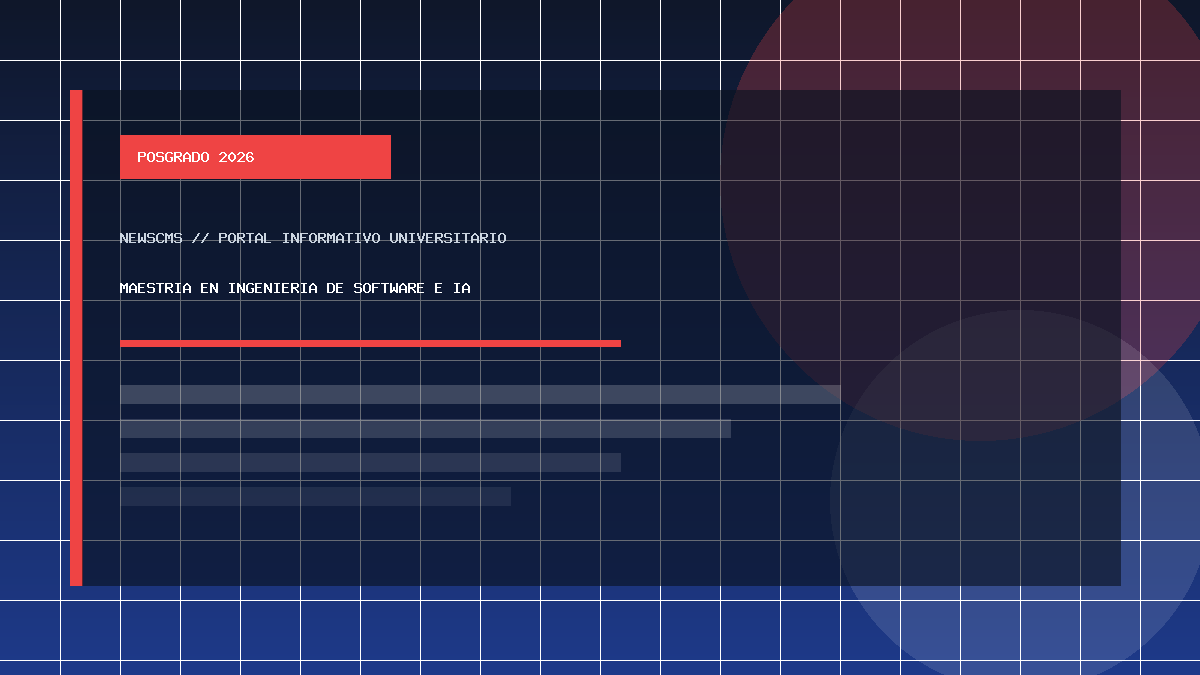 POSGRADO 2026
NEWSCMS // PORTAL INFORMATIVO UNIVERSITARIO
MAESTRIA EN INGENIERIA DE SOFTWARE E IA